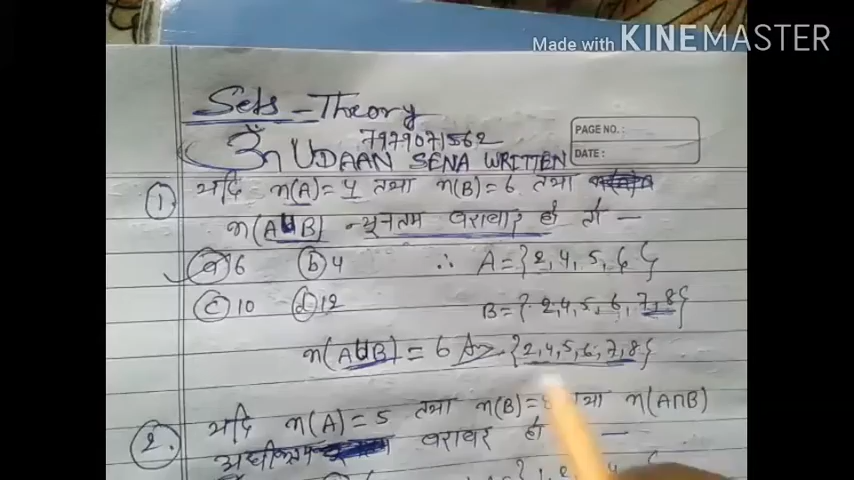 Made with KINEMASTER
Sets - Theory
7979071562
ॐ UDAAN SENA WRITTEN
PAGE NO. :
DATE :
① यदि n(A) = 4 तथा n(B) = 6 तथा
n(A∪B) न्यूनतम बराबर है तो —
ⓐ 6 ⓑ 4 ∴ A = {2, 4, 5, 6}
ⓒ 10 ⓓ 12 B = {2, 4, 5, 6, 7, 8}
n(A∪B) = 6 {2, 4, 5, 6, 7, 8}
2. यदि n(A) = 5 तथा n(B) = तथा n(A∩B)
बराबर है —